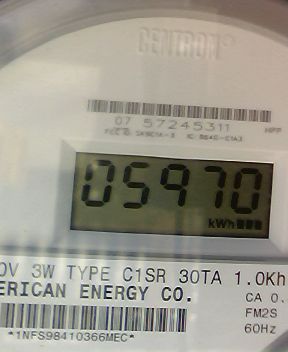 CENTRON®
07 57245311
05970
kWh
0V 3W TYPE C1SR 30TA 1.0Kh
ERICAN ENERGY CO.
CA 0.
FM2S
60Hz
*1NFS98410366MEC*